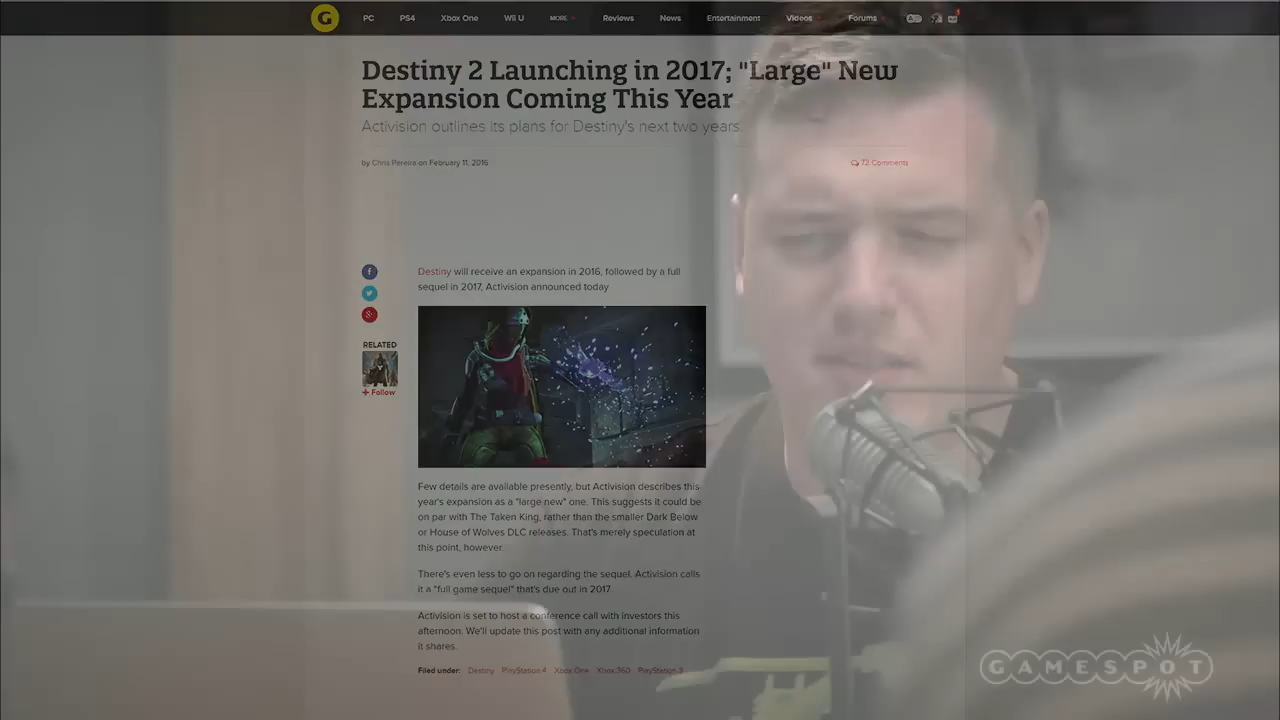 G PC PS4 Xbox One Wii U MORE Reviews News Entertainment Videos Forums
Destiny 2 Launching in 2017; "Large" New
Expansion Coming This Year
Activision outlines its plans for Destiny's next two years.
by Chris Pereira on February 11, 2016
72 Comments
Destiny will receive an expansion in 2016, followed by a full
sequel in 2017, Activision announced today
RELATED
+ Follow
Few details are available presently, but Activision describes this
year's expansion as a "large new" one. This suggests it could be
on par with The Taken King, rather than the smaller Dark Below
or House of Wolves DLC releases. That's merely speculation at
this point, however.
There's even less to go on regarding the sequel. Activision calls
it a "full game sequel" that's due out in 2017
Activision is set to host a conference call with investors this
afternoon. We'll update this post with any additional information
it shares.
Filed under: Destiny PlayStation 4 Xbox One Xbox 360 PlayStation 3
GAMESPOT